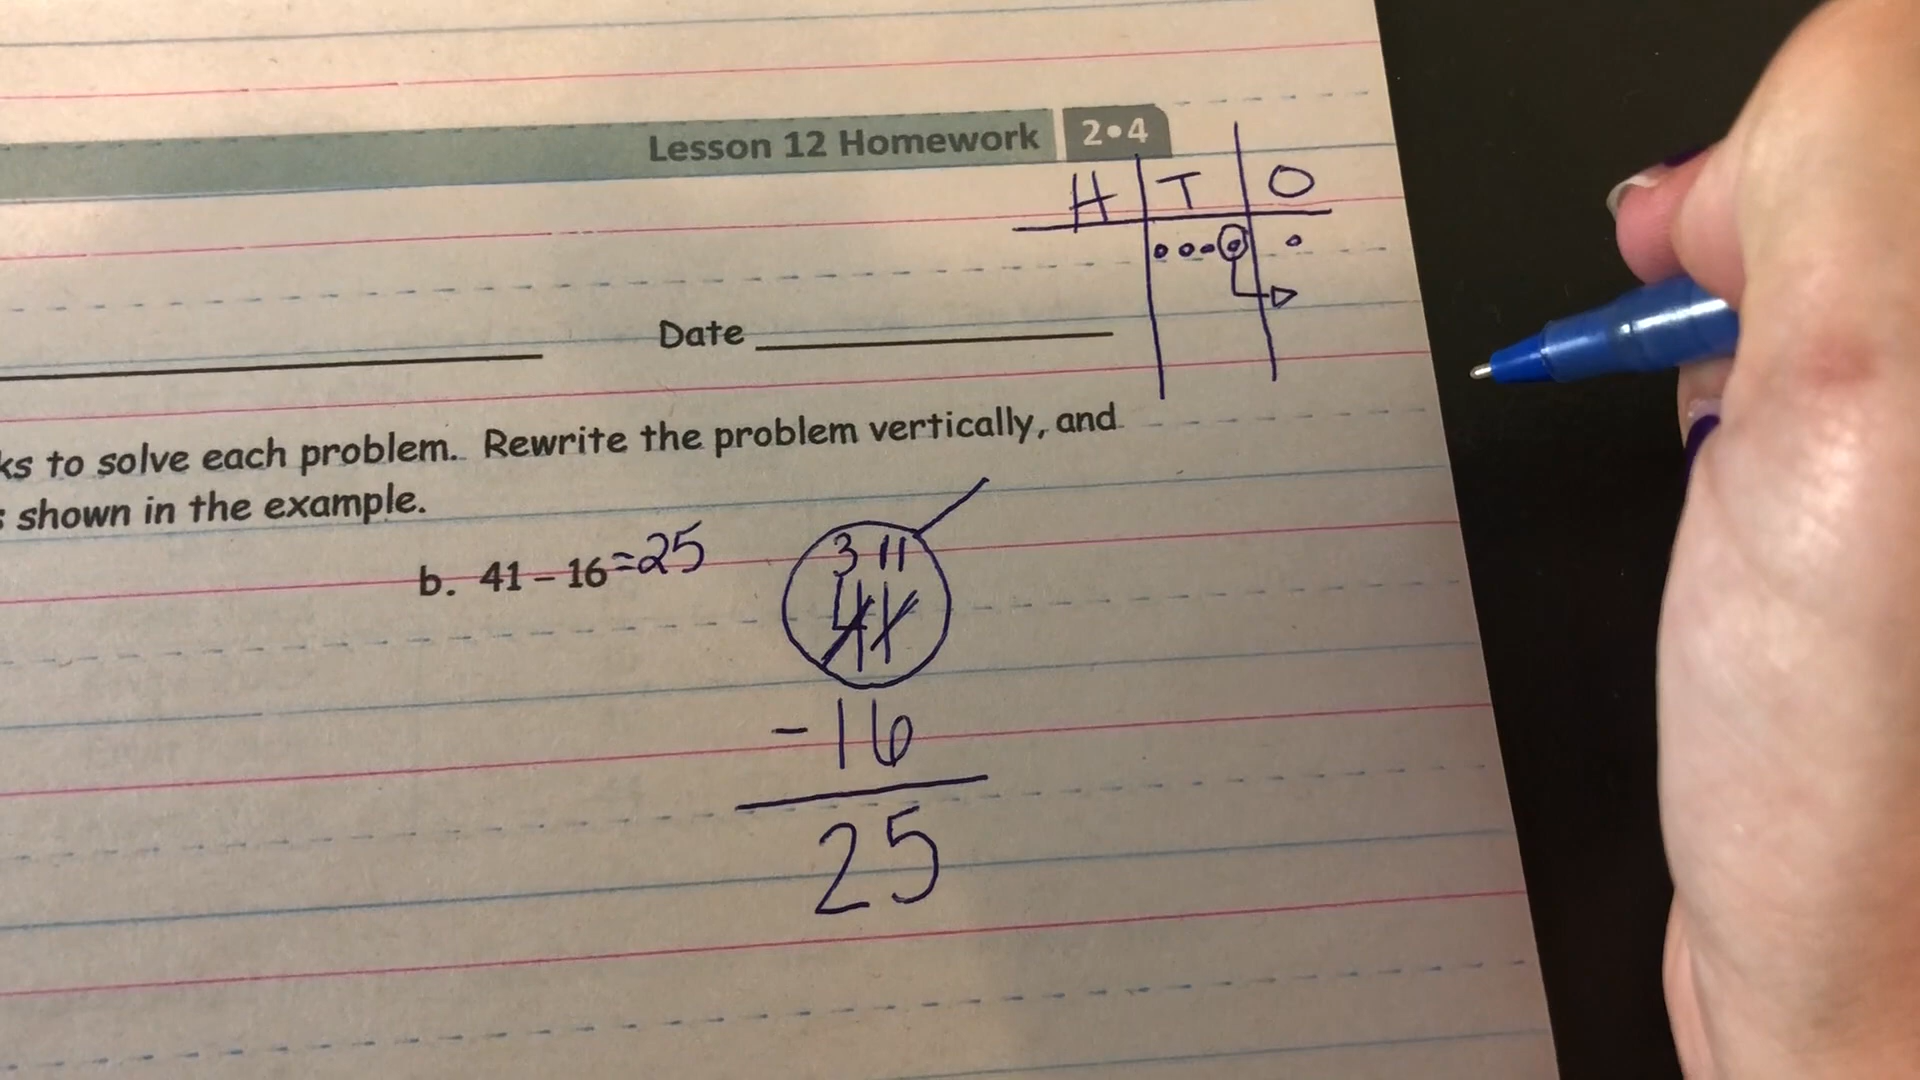 Lesson 12 Homework 2•4
H T O
Date
to solve each problem. Rewrite the problem vertically, and
shown in the example.
b. 41 – 16 =25
3 11
41
- 16
25